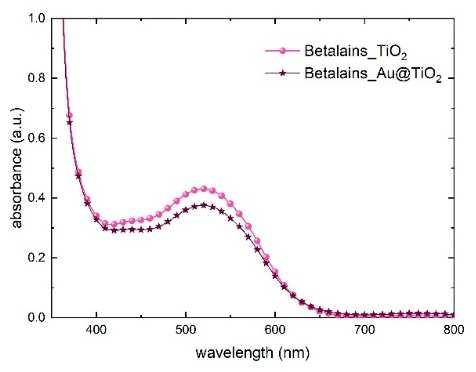 Betalains_TiO₂
Betalains_Au@TiO₂
absorbance (a.u.)
1.0
0.8
0.6
0.4
0.2
0.0
400 500 600 700 800
wavelength (nm)